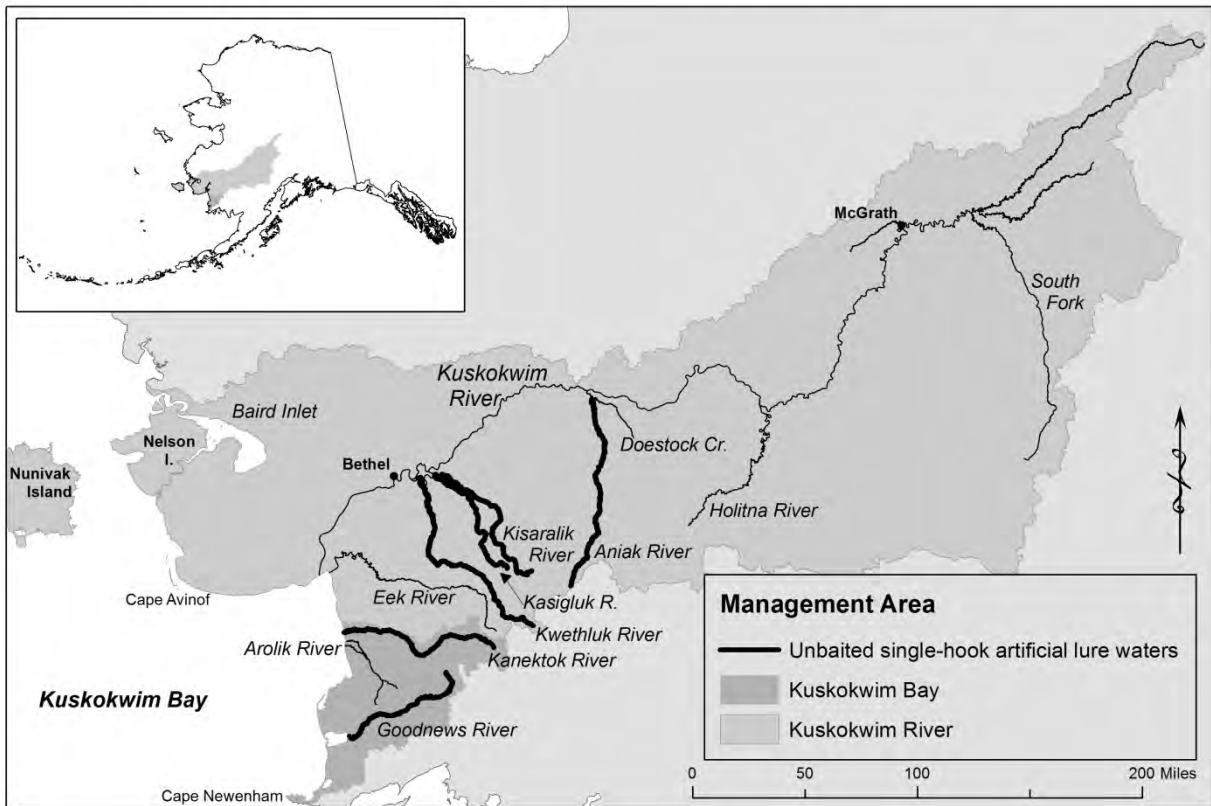 McGrath
South
Fork
Kuskokwim
River
Baird Inlet
Nelson
I.
Doestock Cr.
Nunivak
Island
Bethel
Holitna River
Kisaralik
River
Aniak River
Cape Avinof
Eek River
Kasigluk R.
Kwethluk River
Arolik River
Kanektok River
Kuskokwim Bay
Goodnews River
Cape Newenham
Management Area
Unbaited single-hook artificial lure waters
Kuskokwim Bay
Kuskokwim River
0 50 100 200 Miles